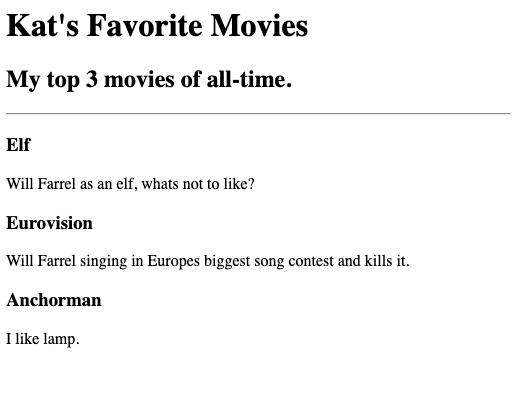 Kat's Favorite Movies
My top 3 movies of all-time.
Elf
Will Farrel as an elf, whats not to like?
Eurovision
Will Farrel singing in Europes biggest song contest and kills it.
Anchorman
I like lamp.